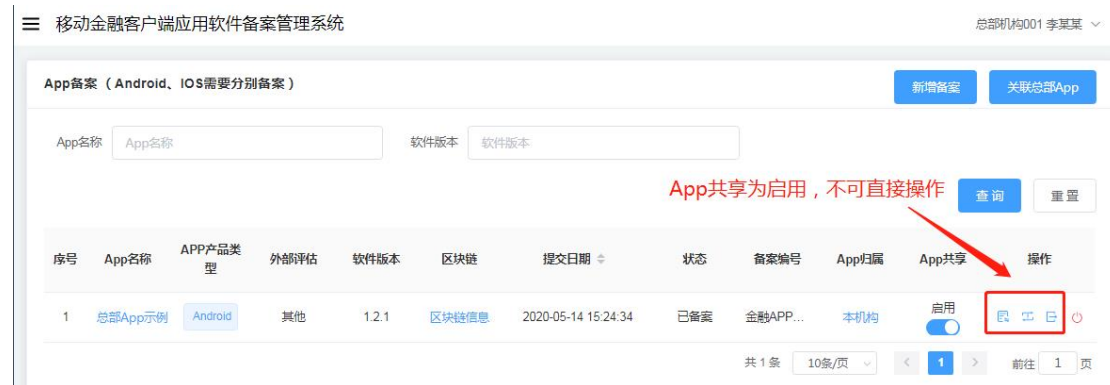 移动金融客户端应用软件备案管理系统
总部机构001 李某某
App备案（Android、IOS需要分别备案）
新增备案
关联总部App
App名称 App名称
软件版本 软件版本
App共享为启用，不可直接操作
查询
重置
序号 App名称 APP产品类型 外部评估 软件版本 区块链 提交日期 状态 备案编号 App归属 App共享 操作
1 总部App示例 Android 其他 1.2.1 区块链信息 2020-05-14 15:24:34 已备案 金融APP... 本机构 启用
共 1 条 10条/页 < 1 > 前往 1 页